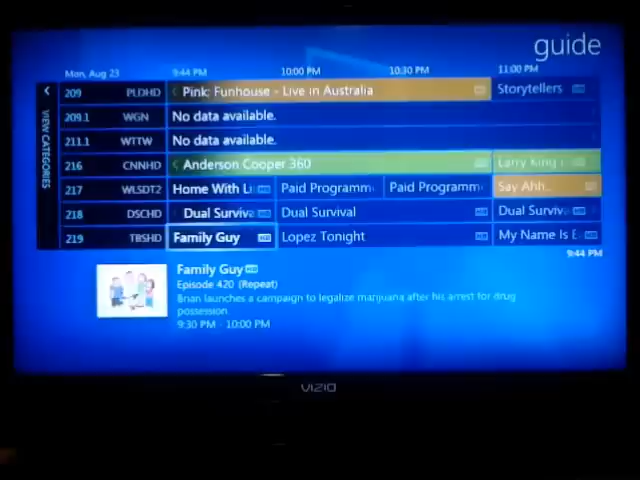 guide
Mon, Aug 23 9:44 PM 10:00 PM 10:30 PM 11:00 PM
VIEW CATEGORIES
209 PLDHD Pink: Funhouse - Live in Australia Storytellers
209.1 WGN No data available.
211.1 WTTW No data available.
216 CNNHD Anderson Cooper 360 Larry King
217 WLSDT2 Home With Paid Programm Paid Programm Say Ahh..
218 DSCHD Dual Surviva Dual Survival Dual Surviv
219 TBSHD Family Guy Lopez Tonight My Name Is E
9:44 PM
Family Guy
Episode 420 (Repeat)
Brian launches a campaign to legalize marijuana after his arrest for drug
possession.
9:30 PM - 10:00 PM
VIZIO